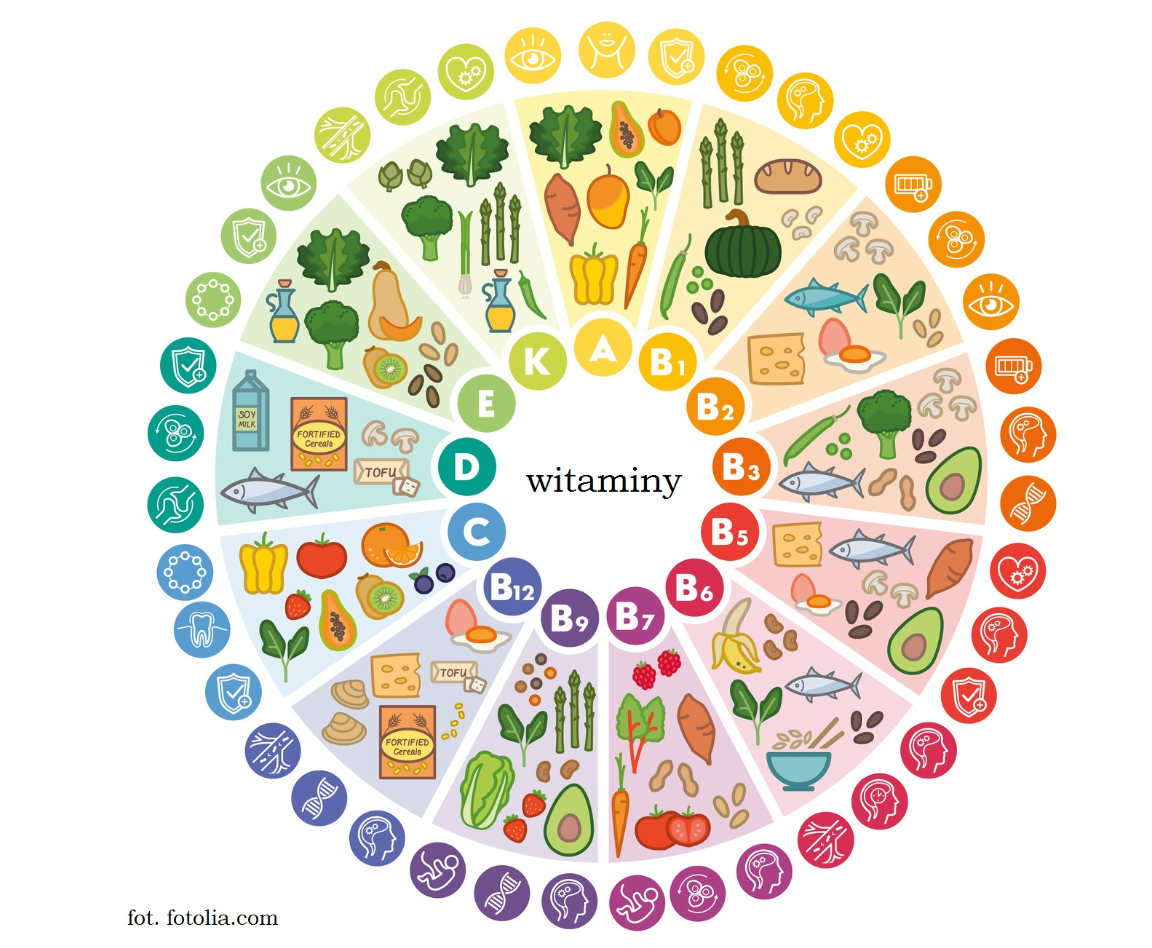 A
B1
B2
B3
B5
B6
B7
B9
B12
C
D
E
K
witaminy
SOY
MILK
FORTIFIED
Cereals
TOFU
TOFU
FORTIFIED
Cereals
fot. fotolia.com